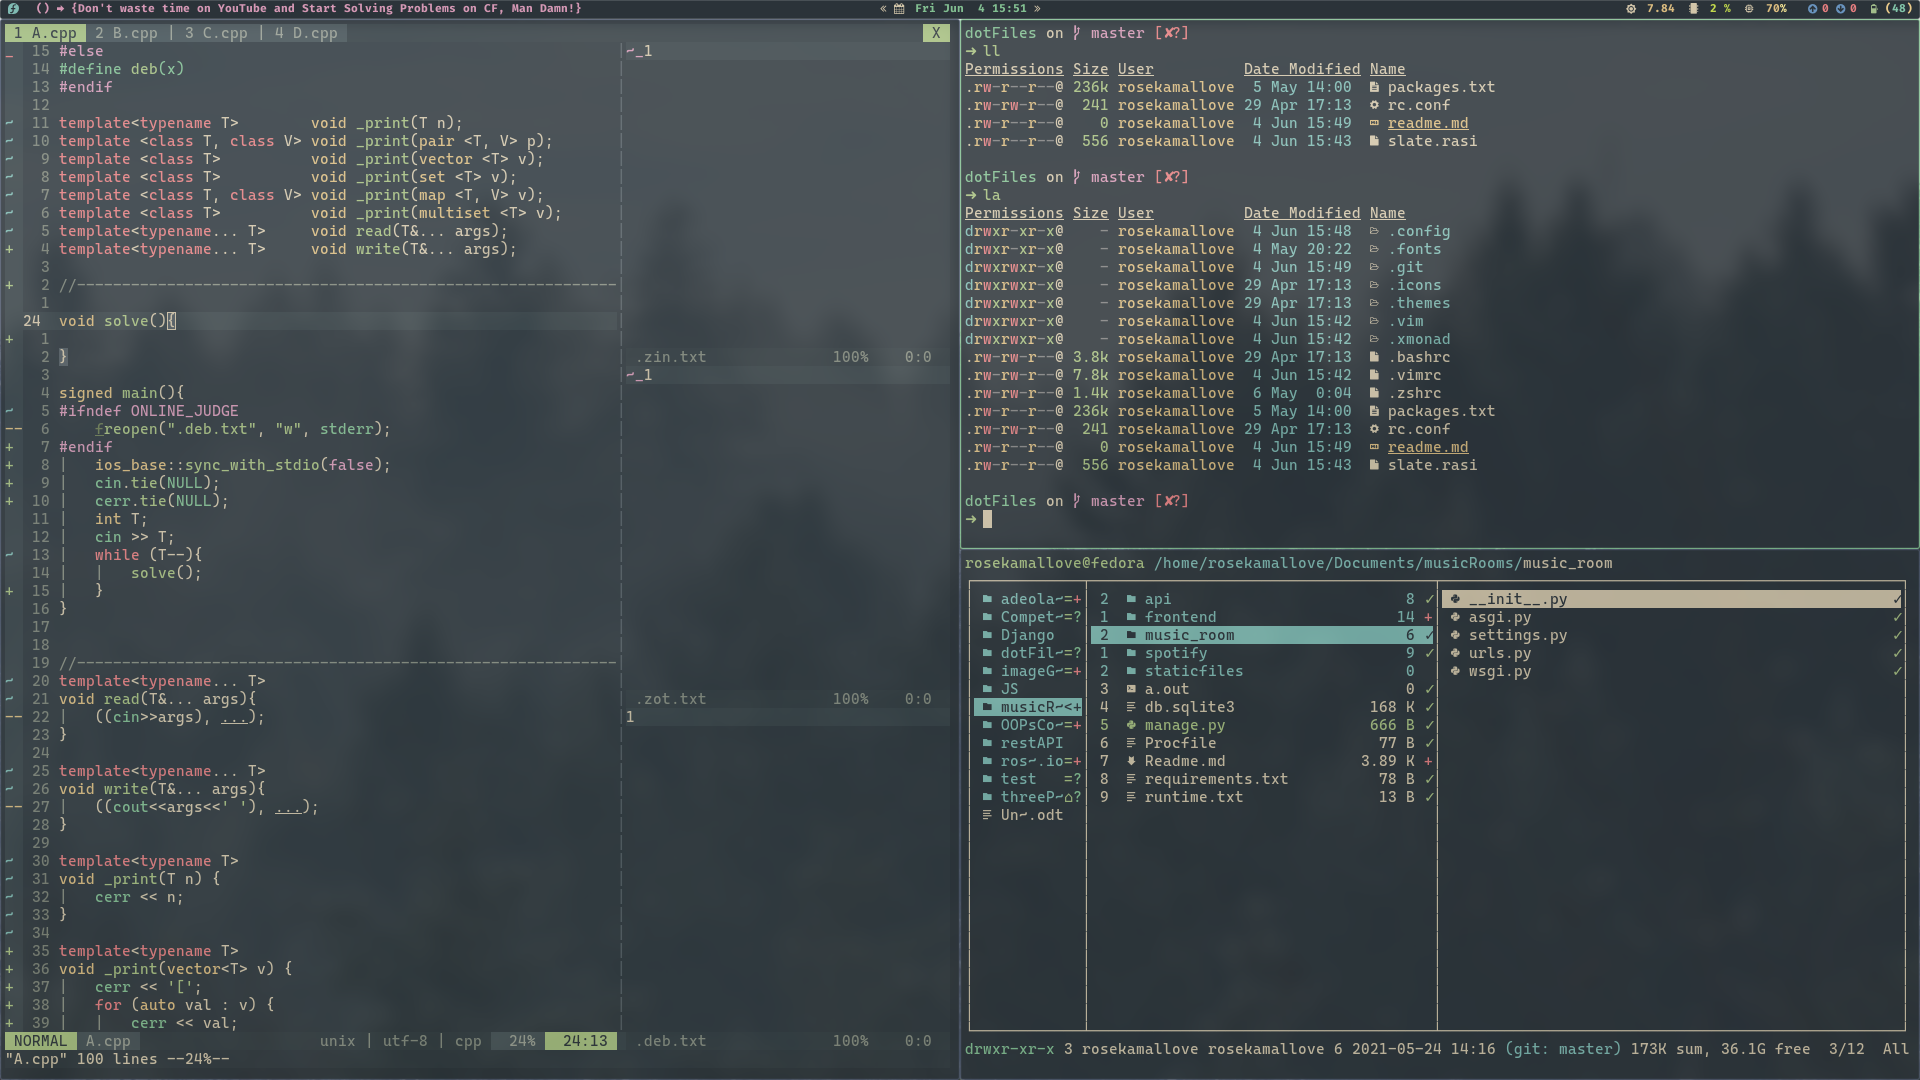 () ➔ {Don't waste time on YouTube and Start Solving Problems on CF, Man Damn!}
« Fri Jun  4 15:51 »
7.84  2 %  70%  0  0  (48)
1 A.cpp  2 B.cpp | 3 C.cpp | 4 D.cpp  X
15 #else
14 #define deb(x)
13 #endif
12
~ 11 template<typename T>        void _print(T n);
~ 10 template <class T, class V> void _print(pair <T, V> p);
~ 9 template <class T>          void _print(vector <T> v);
~ 8 template <class T>          void _print(set <T> v);
~ 7 template <class T, class V> void _print(map <T, V> v);
~ 6 template <class T>          void _print(multiset <T> v);
~ 5 template<typename... T>     void read(T&... args);
+ 4 template<typename... T>     void write(T&... args);
3
+ 2 //------------------------------------------------------------
1
24 void solve(){
+ 1
2 }
3
4 signed main(){
~ 5 #ifndef ONLINE_JUDGE
-- 6     freopen(".deb.txt", "w", stderr);
+ 7 #endif
+ 8 |   ios_base::sync_with_stdio(false);
+ 9 |   cin.tie(NULL);
+ 10 |   cerr.tie(NULL);
11 |   int T;
12 |   cin >> T;
~ 13 |   while (T--){
14 |   |   solve();
+ 15 |   }
16 }
17
18
19 //------------------------------------------------------------
~ 20 template<typename... T>
~ 21 void read(T&... args){
-- 22 |   ((cin>>args), ...);
23 }
24
~ 25 template<typename... T>
~ 26 void write(T&... args){
-- 27 |   ((cout<<args<<' '), ...);
28 }
29
~ 30 template<typename T>
~ 31 void _print(T n) {
~ 32 |   cerr << n;
~ 33 }
~ 34
+ 35 template<typename T>
+ 36 void _print(vector<T> v) {
+ 37 |   cerr << '[';
+ 38 |   for (auto val : v) {
+ 39 |   |   cerr << val;
NORMAL  A.cpp  unix | utf-8 | cpp  24%  24:13
"A.cpp" 100 lines --24%--
~_1
.zin.txt  100%  0:0
~_1
.zot.txt  100%  0:0
1
.deb.txt  100%  0:0
dotFiles on master [✘?]
➔ ll
Permissions Size User          Date Modified Name
.rw-r--r--@ 236k rosekamallove  5 May 14:00 packages.txt
.rw-rw-r--@  241 rosekamallove 29 Apr 17:13 rc.conf
.rw-r--r--@    0 rosekamallove  4 Jun 15:49 readme.md
.rw-r--r--@  556 rosekamallove  4 Jun 15:43 slate.rasi
dotFiles on master [✘?]
➔ la
Permissions Size User          Date Modified Name
drwxr-xr-x@    - rosekamallove  4 Jun 15:48 .config
drwxrwxr-x@    - rosekamallove  4 May 20:22 .fonts
drwxrwxr-x@    - rosekamallove  4 Jun 15:49 .git
drwxrwxr-x@    - rosekamallove 29 Apr 17:13 .icons
drwxrwxr-x@    - rosekamallove 29 Apr 17:13 .themes
drwxrwxr-x@    - rosekamallove  4 Jun 15:42 .vim
drwxrwxr-x@    - rosekamallove  4 Jun 15:42 .xmonad
.rw-rw-r--@ 3.8k rosekamallove 29 Apr 17:13 .bashrc
.rw-rw-r--@ 7.8k rosekamallove  4 Jun 15:42 .vimrc
.rw-rw-r--@ 1.4k rosekamallove  6 May  0:04 .zshrc
.rw-r--r--@ 236k rosekamallove  5 May 14:00 packages.txt
.rw-rw-r--@  241 rosekamallove 29 Apr 17:13 rc.conf
.rw-r--r--@    0 rosekamallove  4 Jun 15:49 readme.md
.rw-r--r--@  556 rosekamallove  4 Jun 15:43 slate.rasi
dotFiles on master [✘?]
➔
rosekamallove@fedora /home/rosekamallove/Documents/musicRooms/music_room
adeola~=+  2 api  8 ✓  __init__.py ✓
Compet~=?  1 frontend  14 +  asgi.py ✓
Django  2 music_room  6 ✓  settings.py ✓
dotFil~=?  1 spotify  9 ✓  urls.py ✓
imageG~=+  2 staticfiles  0  wsgi.py ✓
JS  3 a.out  0 ✓
musicR~<+  4 db.sqlite3  168 K ✓
OOPsCo~=+  5 manage.py  666 B ✓
restAPI  6 Procfile  77 B ✓
ros~.io=+  7 Readme.md  3.89 K +
test  =?  8 requirements.txt  78 B ✓
threeP~⌂?  9 runtime.txt  13 B ✓
Un~.odt
drwxr-xr-x 3 rosekamallove rosekamallove 6 2021-05-24 14:16 (git: master) 173K sum, 36.1G free  3/12  All